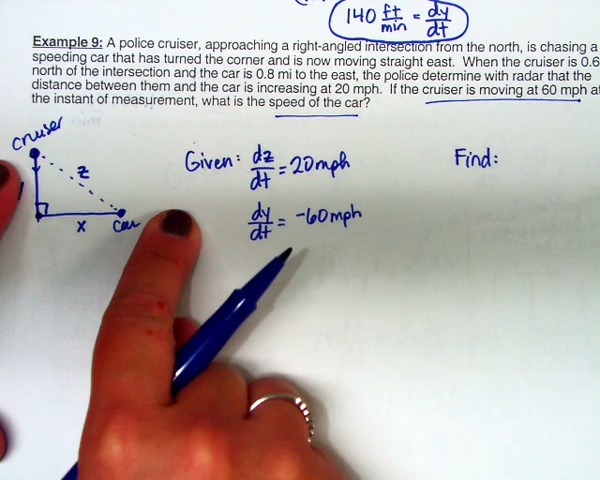 140 ft/min = dy/dt
Example 9: A police cruiser, approaching a right-angled intersection from the north, is chasing a
speeding car that has turned the corner and is now moving straight east. When the cruiser is 0.6
north of the intersection and the car is 0.8 mi to the east, the police determine with radar that the
distance between them and the car is increasing at 20 mph. If the cruiser is moving at 60 mph
the instant of measurement, what is the speed of the car?
cruiser
z
x
car
Given: dz/dt = 20mph
dy/dt = -60mph
Find: